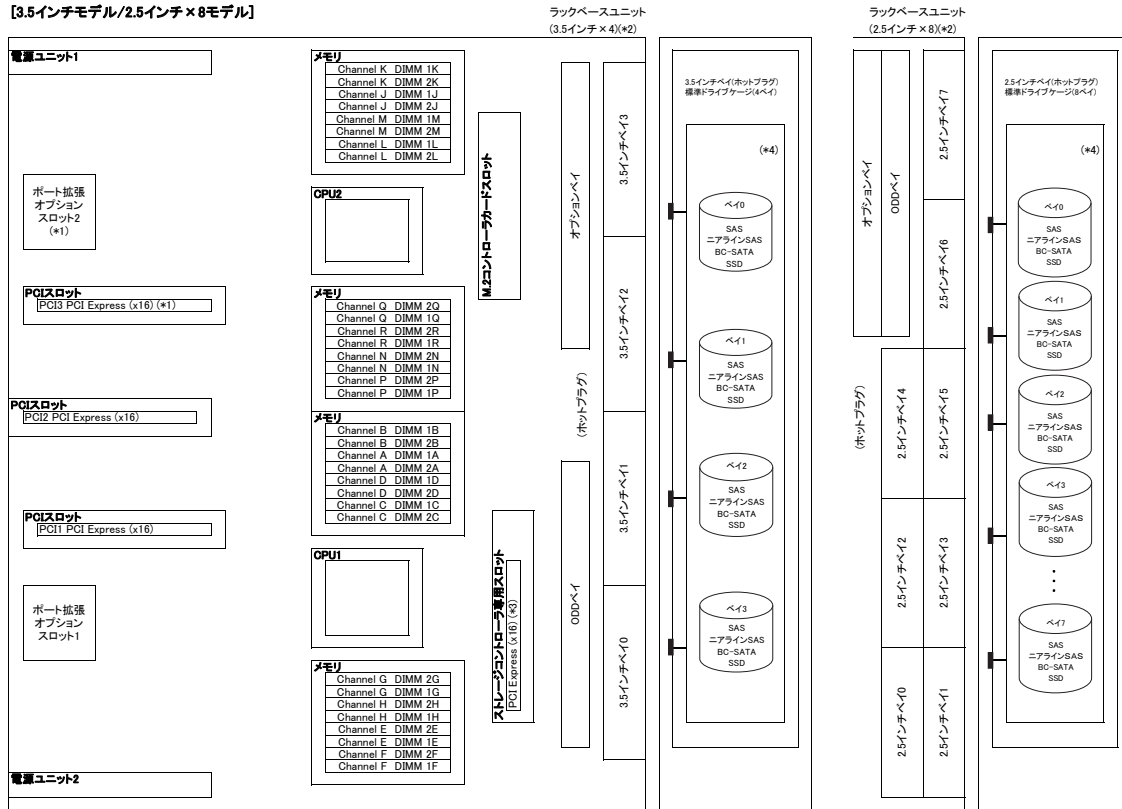 [3.5インチモデル/2.5インチ×8モデル]
電源ユニット1
ポート拡張
オプション
スロット2
(*1)
PCIスロット
PCI3 PCI Express (x16) (*1)
PCIスロット
PCI2 PCI Express (x16)
PCIスロット
PCI1 PCI Express (x16)
ポート拡張
オプション
スロット1
電源ユニット2
メモリ
Channel K DIMM 1K
Channel K DIMM 2K
Channel J DIMM 1J
Channel J DIMM 2J
Channel M DIMM 1M
Channel M DIMM 2M
Channel L DIMM 1L
Channel L DIMM 2L
CPU2
メモリ
Channel Q DIMM 2Q
Channel Q DIMM 1Q
Channel R DIMM 2R
Channel R DIMM 1R
Channel N DIMM 2N
Channel N DIMM 1N
Channel P DIMM 2P
Channel P DIMM 1P
メモリ
Channel B DIMM 1B
Channel B DIMM 2B
Channel A DIMM 1A
Channel A DIMM 2A
Channel D DIMM 1D
Channel D DIMM 2D
Channel C DIMM 1C
Channel C DIMM 2C
CPU1
メモリ
Channel G DIMM 2G
Channel G DIMM 1G
Channel H DIMM 2H
Channel H DIMM 1H
Channel E DIMM 2E
Channel E DIMM 1E
Channel F DIMM 2F
Channel F DIMM 1F
M.2コントローラカードスロット
ストレージコントローラ専用スロット
PCI Express (x16) (*3)
ラックベースユニット
(3.5インチ×4)(*2)
オプションベイ
(ホットプラグ)
ODDベイ
3.5インチベイ3
3.5インチベイ2
3.5インチベイ1
3.5インチベイ0
3.5インチベイ(ホットプラグ)
標準ドライブケージ(4ベイ)
(*4)
ベイ0
SAS
ニアラインSAS
BC-SATA
SSD
ベイ1
SAS
ニアラインSAS
BC-SATA
SSD
ベイ2
SAS
ニアラインSAS
BC-SATA
SSD
ベイ3
SAS
ニアラインSAS
BC-SATA
SSD
ラックベースユニット
(2.5インチ×8)(*2)
オプションベイ
ODDベイ
(ホットプラグ)
2.5インチベイ7
2.5インチベイ6
2.5インチベイ4
2.5インチベイ5
2.5インチベイ2
2.5インチベイ3
2.5インチベイ0
2.5インチベイ1
2.5インチベイ(ホットプラグ)
標準ドライブケージ(8ベイ)
(*4)
ベイ0
SAS
ニアラインSAS
BC-SATA
SSD
ベイ1
SAS
ニアラインSAS
BC-SATA
SSD
ベイ2
SAS
ニアラインSAS
BC-SATA
SSD
ベイ3
SAS
ニアラインSAS
BC-SATA
SSD
ベイ7
SAS
ニアラインSAS
BC-SATA
SSD